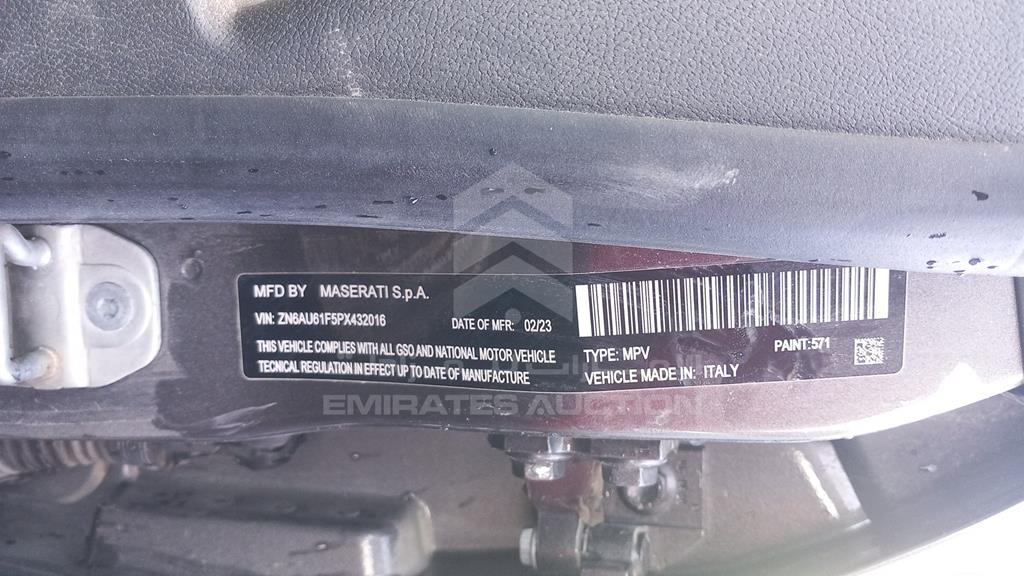 MFD BY MASERATI S.p.A.
VIN: ZN6AU61F5PX432016 DATE OF MFR: 02/23
THIS VEHICLE COMPLIES WITH ALL GSO AND NATIONAL MOTOR VEHICLE
TECNICAL REGULATION IN EFFECT UP TO DATE OF MANUFACTURE
TYPE: MPV PAINT:571
VEHICLE MADE IN: ITALY
الإمارات للمزادات
EMIRATES AUCTION